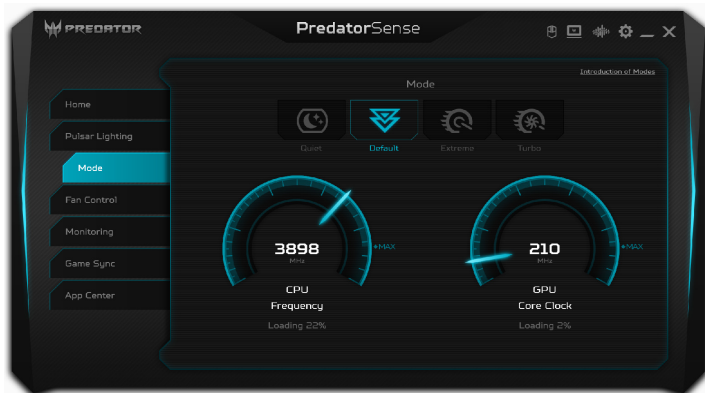 PREDATOR
PredatorSense
Introduction of Modes
Mode
Home
Pulsar Lighting
Mode
Fan Control
Monitoring
Game Sync
App Center
Quiet
Default
Extreme
Turbo
3898
MHz
MAX
CPU
Frequency
Loading 22%
210
MHz
MAX
GPU
Core Clock
Loading 2%